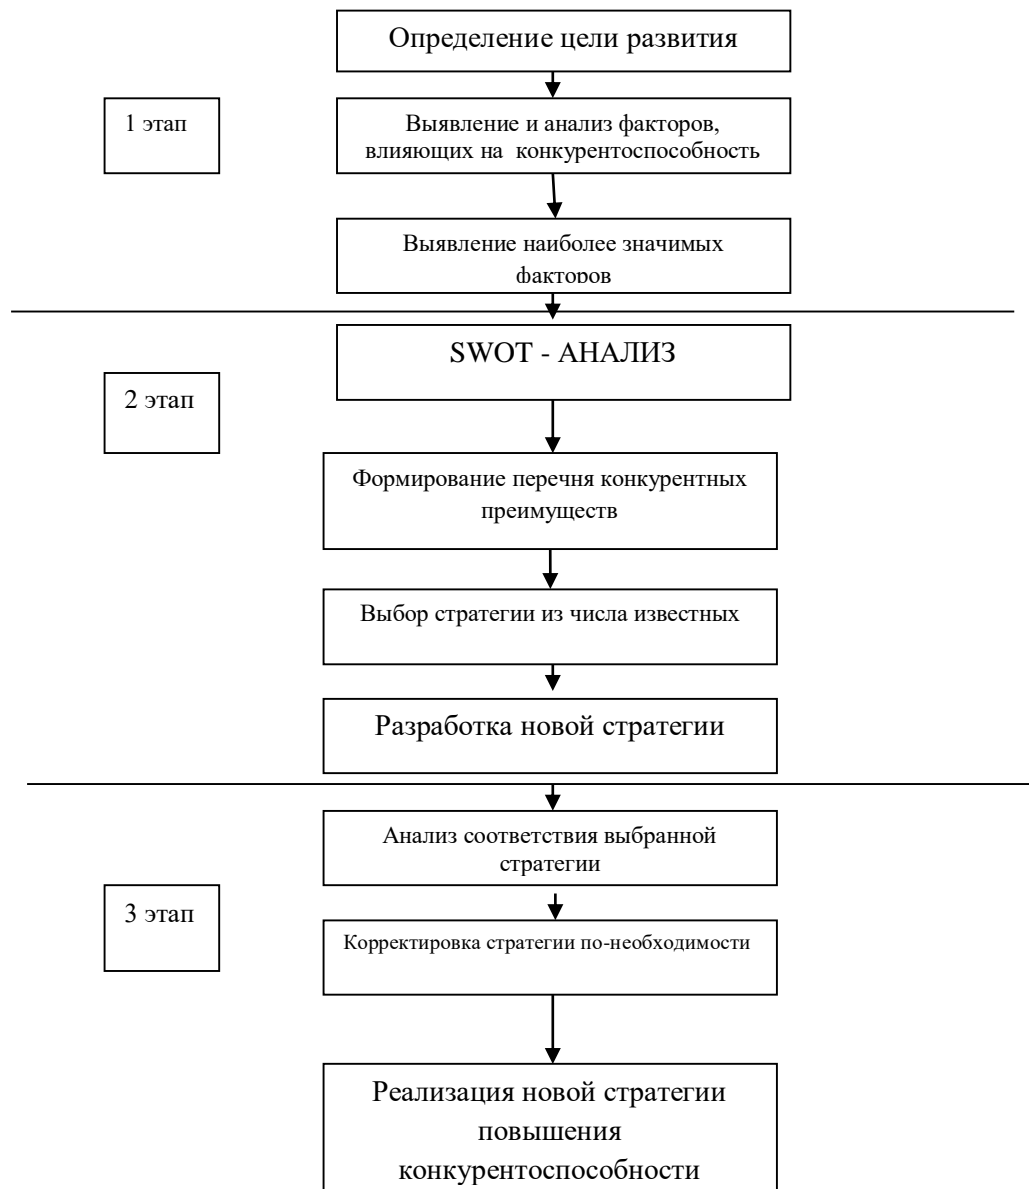 Определение цели развития
1 этап
Выявление и анализ факторов,
влияющих на конкурентоспособность
Выявление наиболее значимых
факторов
SWOT - АНАЛИЗ
2 этап
Формирование перечня конкурентных
преимуществ
Выбор стратегии из числа известных
Разработка новой стратегии
Анализ соответствия выбранной
стратегии
3 этап
Корректировка стратегии по-необходимости
Реализация новой стратегии
повышения
конкурентоспособности